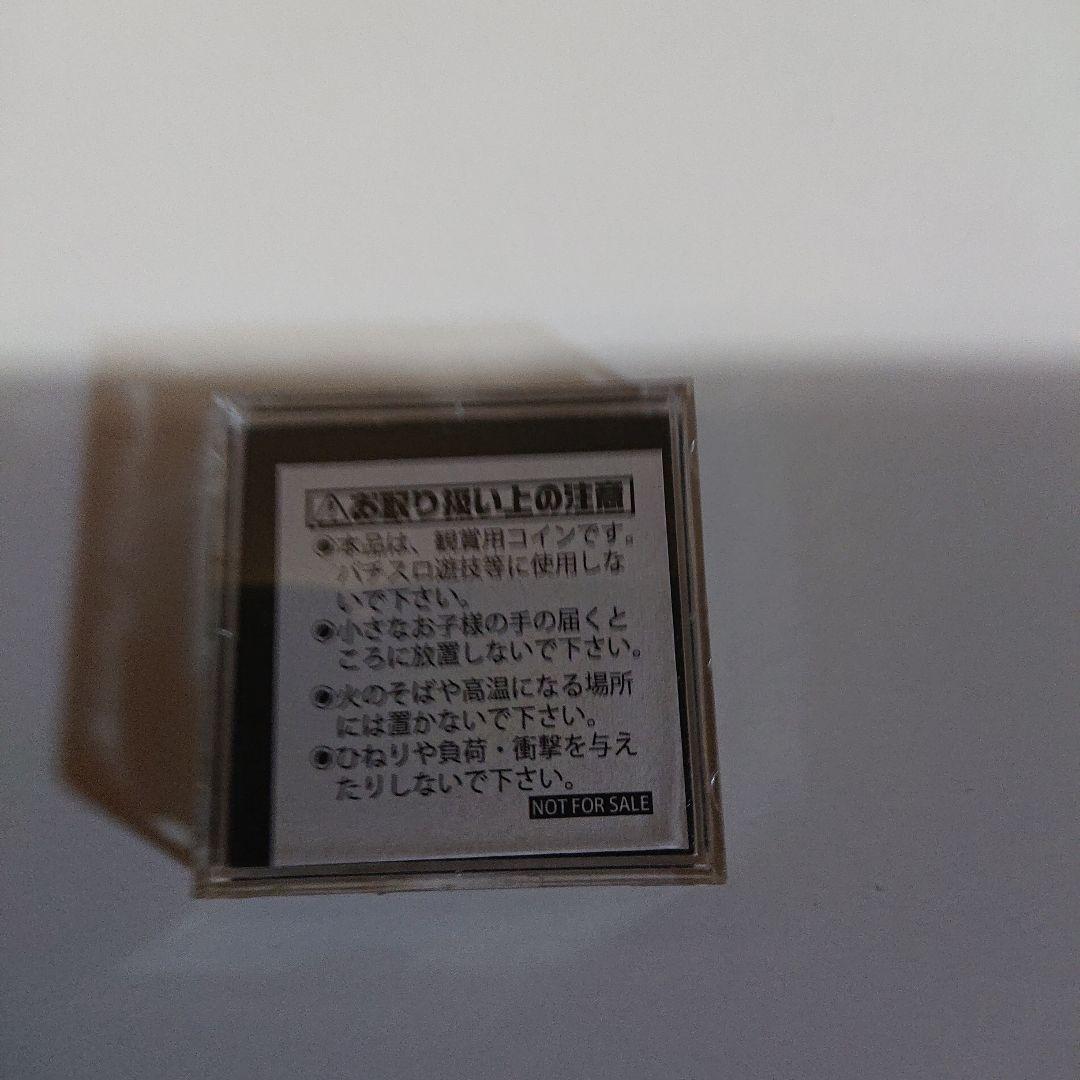 ⚠お取り扱い上の注意
◉本品は、観賞用コインです。
パチスロ遊技等に使用しな
いで下さい。
◉小さなお子様の手の届くと
ころに放置しないで下さい。
◉火のそばや高温になる場所
には置かないで下さい。
◉ひねりや負荷・衝撃を与え
たりしないで下さい。
NOT FOR SALE